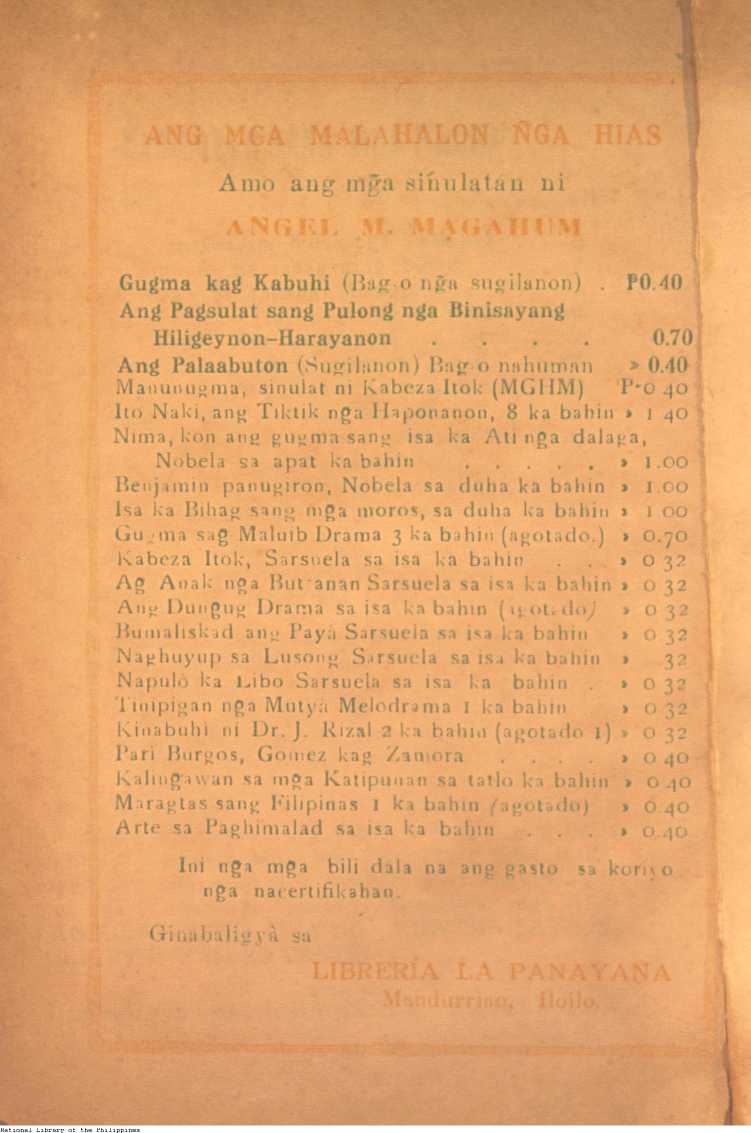 ANG MGA MALAHALON ÑGA HIAS
Amo ang mg̃a sinulatan ni
ANGEL M. MAGAHUM
Gugma kag Kabuhi (Bag-o ng̃a sugilanon) . ₱0.40
Ang Pagsulat sang Pulong nga Binisayang
Hiligeynon-Harayanon . . . . 0.70
Ang Palaabuton (Sugilanon) Bag-o nahuman » 0.40
Manunugma, sinulat ni Kabeza Itok (MGHM) P-0 40
Ito Naki, ang Tiktik nga Haponanon, 8 ka bahin » 1 40
Nima, kon ang gugma sang isa ka Ati nga dalaga,
Nobela sa apat ka bahin . . . . . » 1.00
Benjamin panugiron, Nobela sa duha ka bahin » 1.00
Isa ka Bihag sang mg̃a moros, sa duha ka bahin » 1 00
Gugma sag̃ Maluib Drama 3 ka bahin (agotado.) » 0.70
Kabeza Itok, Sarsuela sa isa ka bahin . . » 0 32
Ag̃ Anak nga But-anan Sarsuela sa isa ka bahin » 0 32
Ang Dungug Drama sa isa ka bahin (agotado) » 0 32
Bumaliskad ang Payà Sarsuela sa isa ka bahin » 0 32
Naghuyup sa Lusong Sarsuela sa isa ka bahin » 32
Napulò ka Libo Sarsuela sa isa ka bahin . » 0 32
Tinipigan nga Mutyà Melodrama 1 ka bahin » 0 32
Kinabuhi ni Dr. J. Rizal 2 ka bahin (agotado 1) » 0 32
Pari Burgos, Gomez kag Zamora . . . . » 0 40
Kalingawan sa mga Katipunan sa tatlo ka bahin » 0 40
Maragtas sang Filipinas 1 ka bahin (agotado) » 0 40
Arte sa Paghimalad sa isa ka bahin . . . » 0.40
Ini ng̃a mg̃a bili dala na ang gasto sa koriyo
ng̃a nacertifikahan.
Ginabaligyà sa
LIBRERÍA LA PANAYAÑA
Mandurriao, Iloilo.
National Library of the Philippines